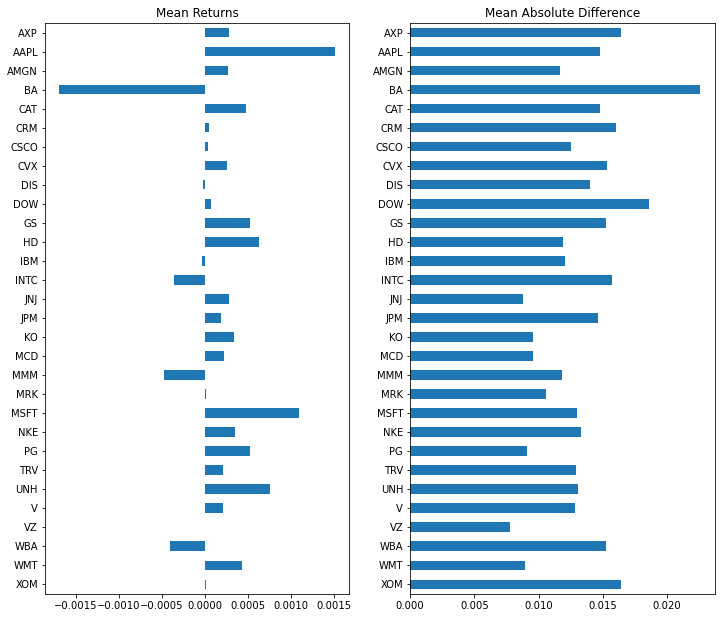 Mean Returns
AXP
AAPL
AMGN
BA
CAT
CRM
CSCO
CVX
DIS
DOW
GS
HD
IBM
INTC
JNJ
JPM
KO
MCD
MMM
MRK
MSFT
NKE
PG
TRV
UNH
V
VZ
WBA
WMT
XOM
−0.0015 −0.0010 −0.0005 0.0000 0.0005 0.0010 0.0015
Mean Absolute Difference
AXP
AAPL
AMGN
BA
CAT
CRM
CSCO
CVX
DIS
DOW
GS
HD
IBM
INTC
JNJ
JPM
KO
MCD
MMM
MRK
MSFT
NKE
PG
TRV
UNH
V
VZ
WBA
WMT
XOM
0.000 0.005 0.010 0.015 0.020